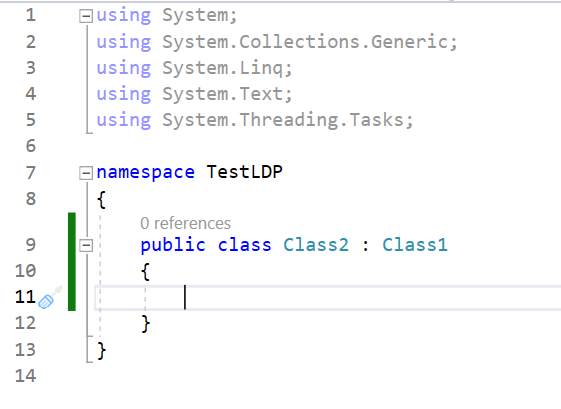 1 using System;
2 using System.Collections.Generic;
3 using System.Linq;
4 using System.Text;
5 using System.Threading.Tasks;
6
7 namespace TestLDP
8 {
0 references
9 public class Class2 : Class1
10 {
11
12 }
13 }
14